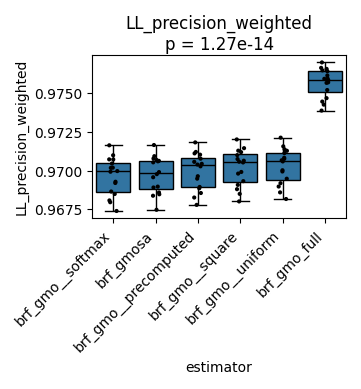 LL_precision_weighted
p = 1.27e-14
LL_precision_weighted
0.9750
0.9725
0.9700
0.9675
brf_gmo__softmax
brf_gmosa
brf_gmo__precomputed
brf_gmo__square
brf_gmo__uniform
brf_gmo_full
estimator